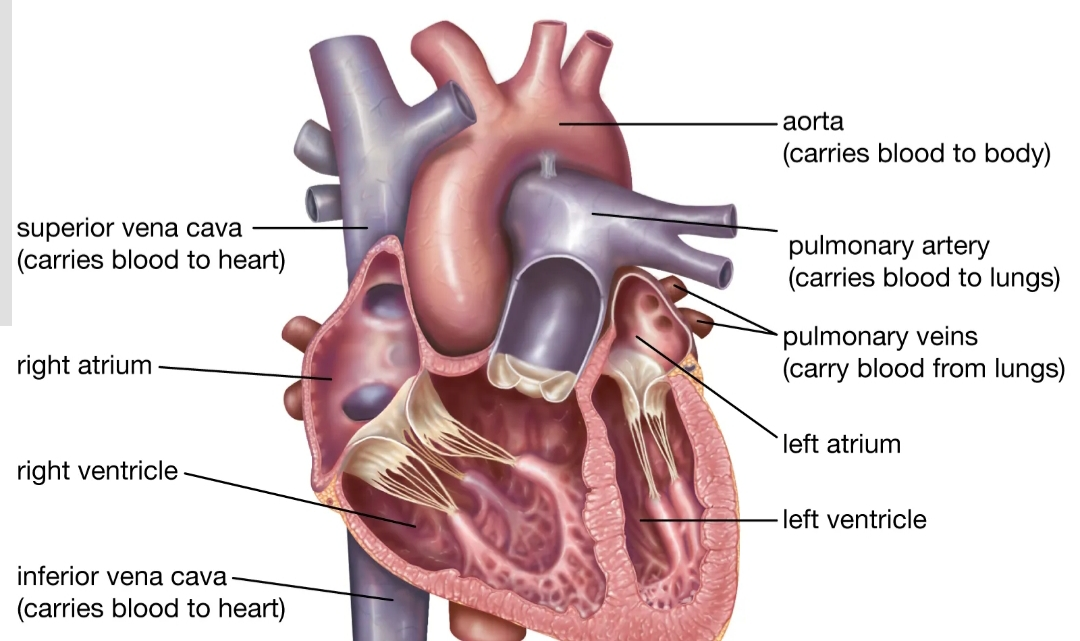 superior vena cava
(carries blood to heart)
right atrium
right ventricle
inferior vena cava
(carries blood to heart)
aorta
(carries blood to body)
pulmonary artery
(carries blood to lungs)
pulmonary veins
(carry blood from lungs)
left atrium
left ventricle